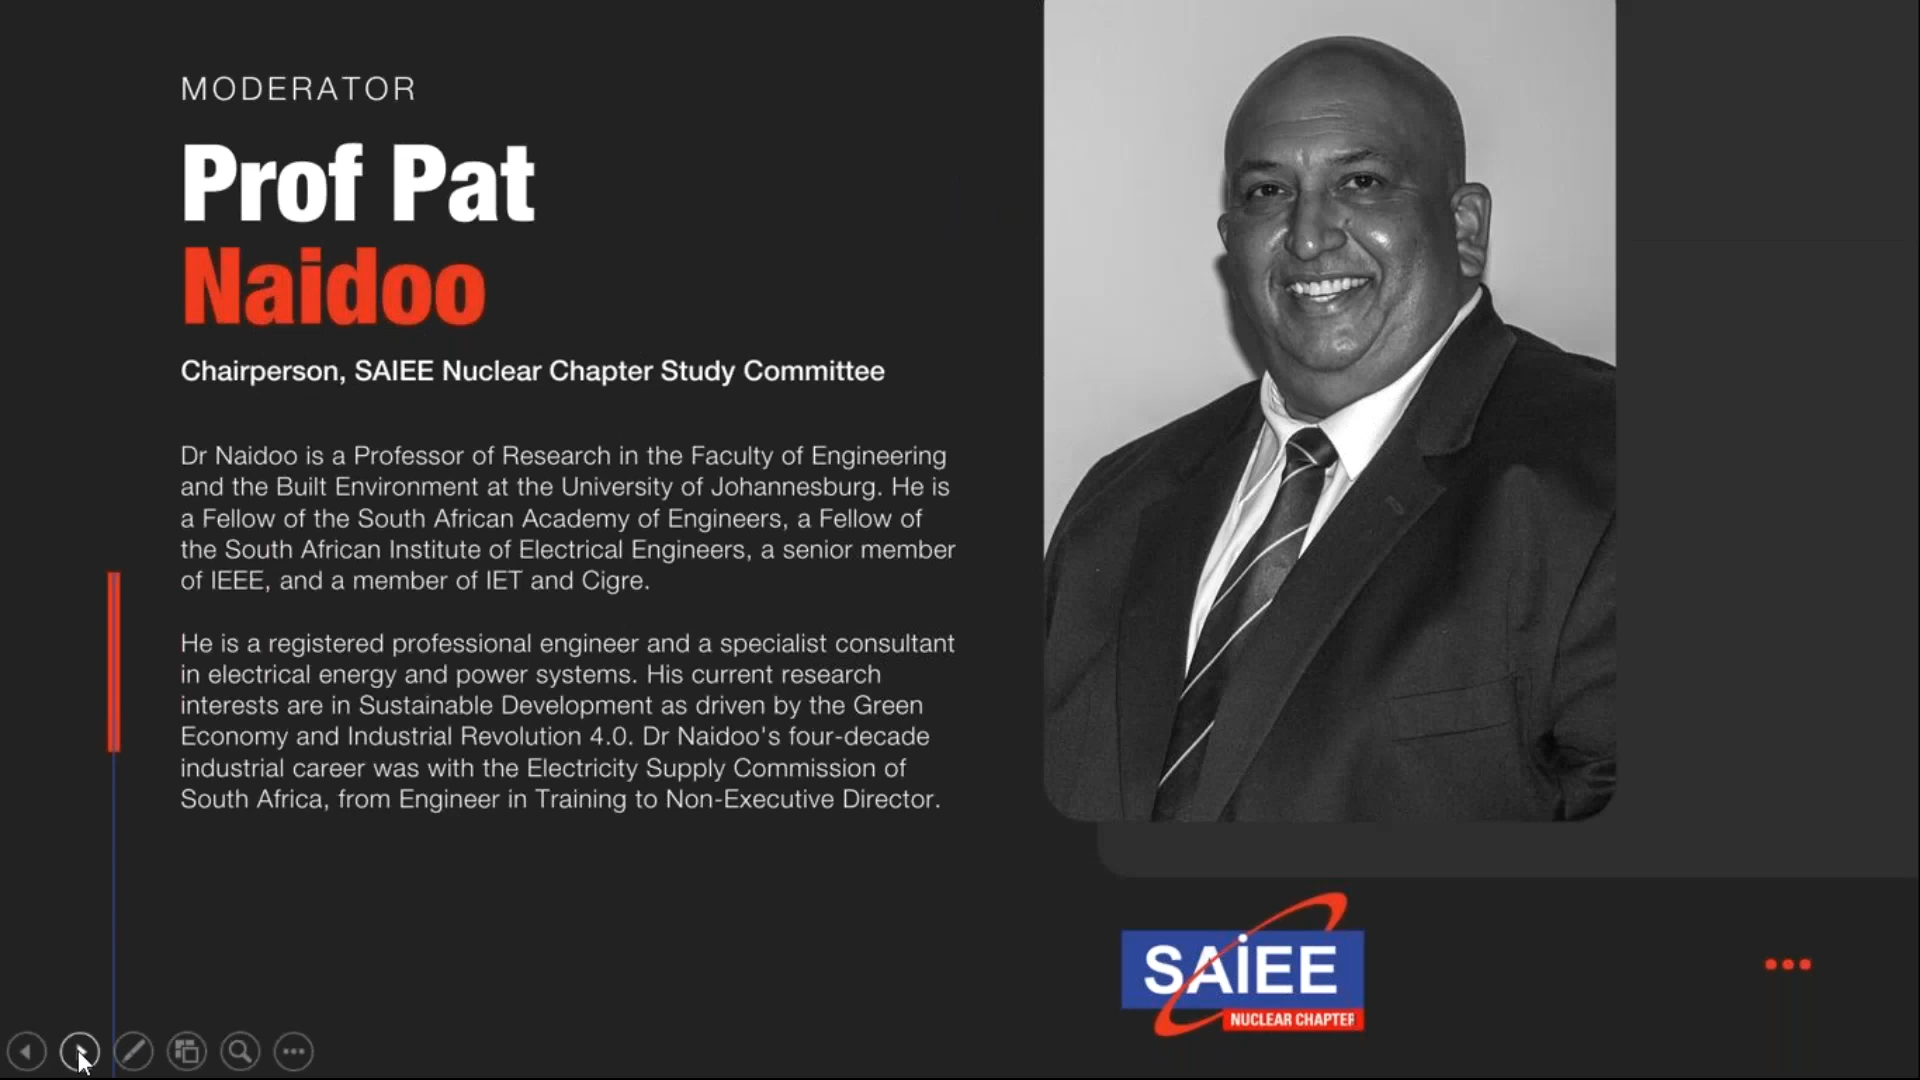 MODERATOR
Prof Pat
Naidoo
Chairperson, SAIEE Nuclear Chapter Study Committee
Dr Naidoo is a Professor of Research in the Faculty of Engineering
and the Built Environment at the University of Johannesburg. He is
a Fellow of the South African Academy of Engineers, a Fellow of
the South African Institute of Electrical Engineers, a senior member
of IEEE, and a member of IET and Cigre.
He is a registered professional engineer and a specialist consultant
in electrical energy and power systems. His current research
interests are in Sustainable Development as driven by the Green
Economy and Industrial Revolution 4.0. Dr Naidoo's four-decade
industrial career was with the Electricity Supply Commission of
South Africa, from Engineer in Training to Non-Executive Director.
SAiEE
NUCLEAR CHAPTER